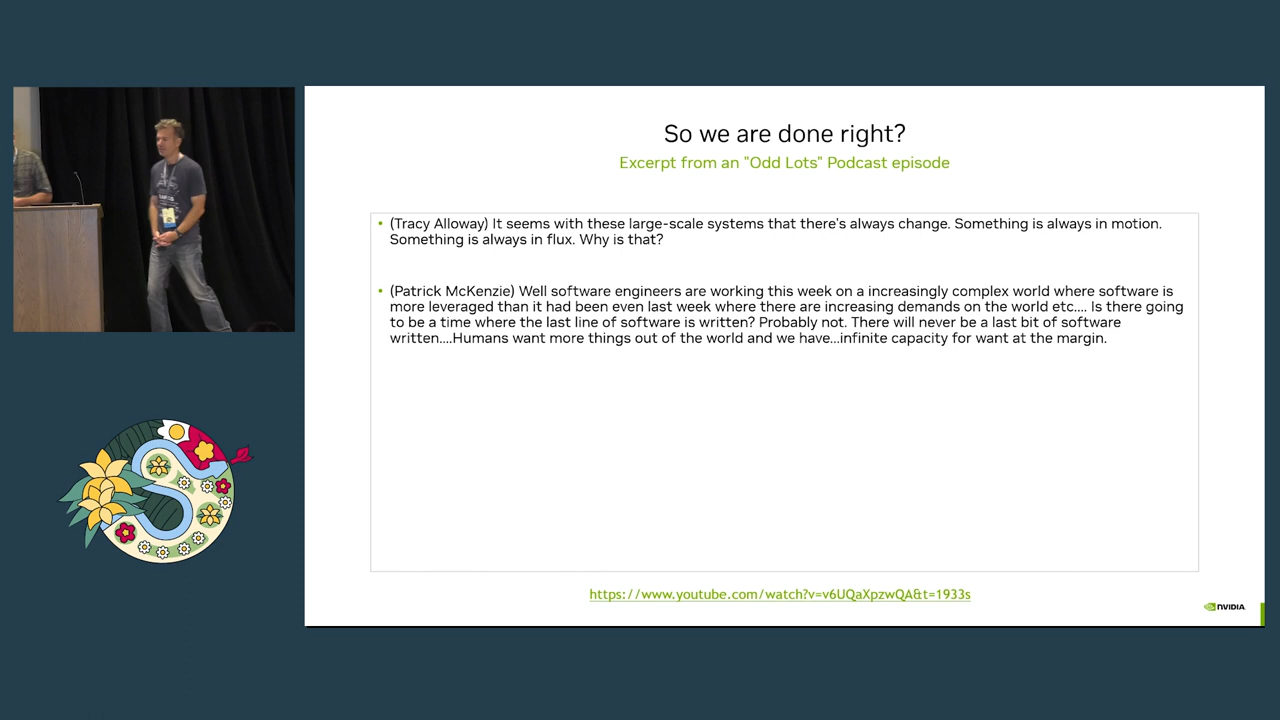 So we are done right?
Excerpt from an "Odd Lots" Podcast episode
• (Tracy Alloway) It seems with these large-scale systems that there's always change. Something is always in motion.
Something is always in flux. Why is that?
• (Patrick McKenzie) Well software engineers are working this week on a increasingly complex world where software is
more leveraged than it had been even last week where there are increasing demands on the world etc.... Is there going
to be a time where the last line of software is written? Probably not. There will never be a last bit of software
written....Humans want more things out of the world and we have...infinite capacity for want at the margin.
https://www.youtube.com/watch?v=v6UQaXpzwQA&t=1933s
NVIDIA